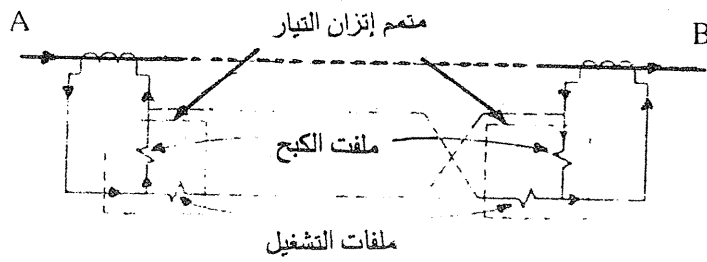 A
متمم إتزان التيار
B
ملفت الكبح
ملفات التشغيل